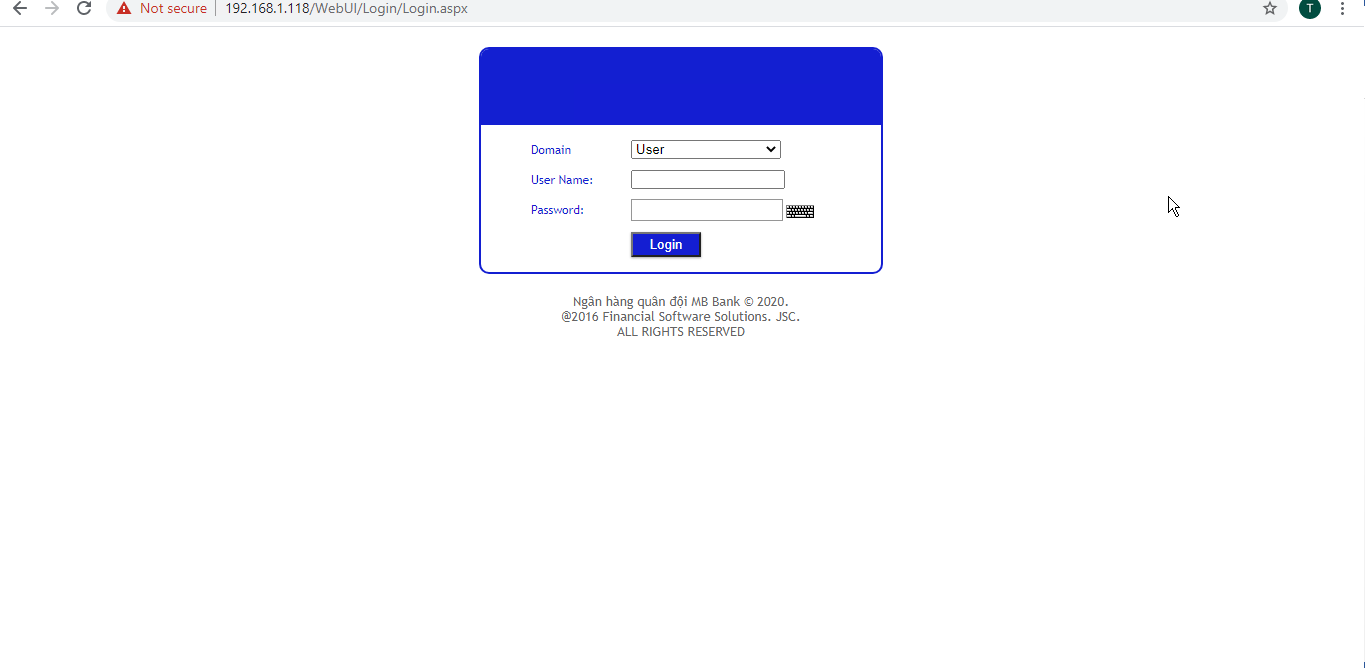 Not secure
192.168.1.118/WebUI/Login/Login.aspx
T
Domain
User
User Name:
Password:
Login
Ngân hàng quân đội MB Bank © 2020.
@2016 Financial Software Solutions. JSC.
ALL RIGHTS RESERVED